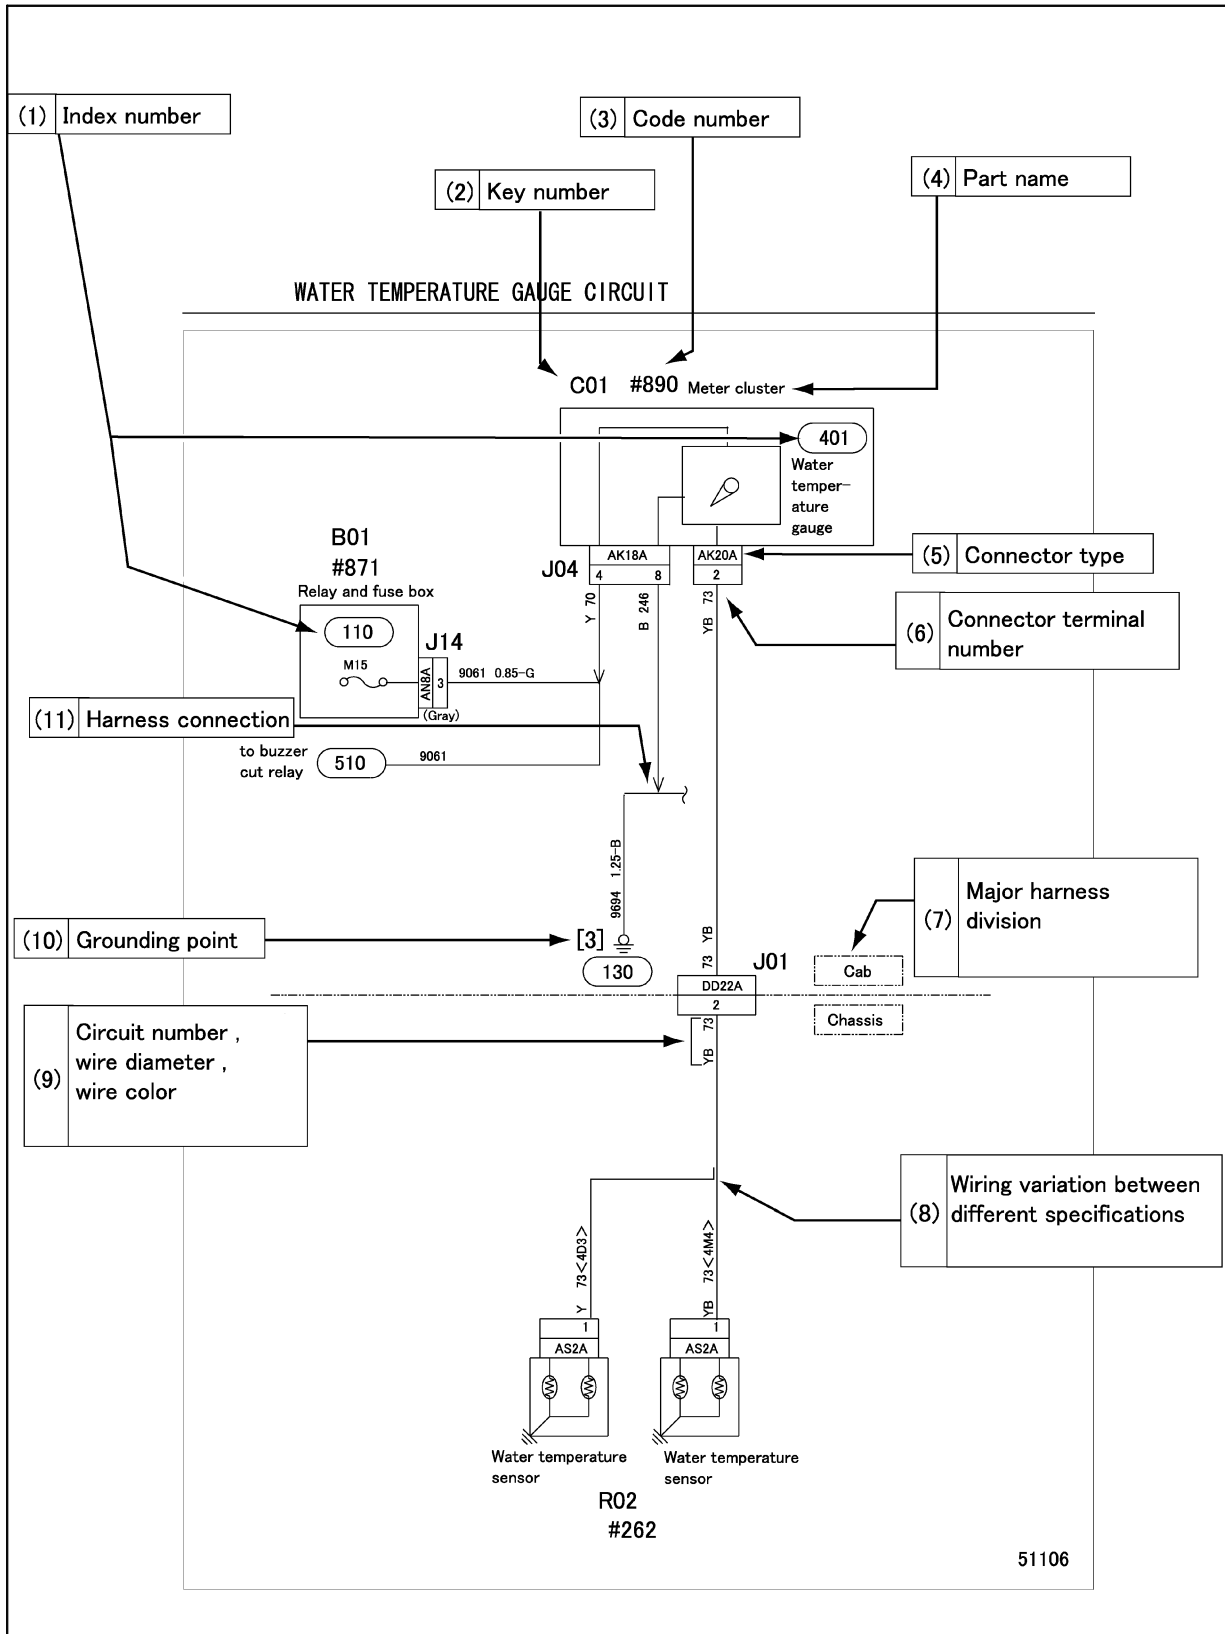 (1) Index number
(3) Code number
(2) Key number
(4) Part name
WATER TEMPERATURE GAUGE CIRCUIT
C01 #890 Meter cluster
401
Water
temper-
ature
gauge
B01
#871
Relay and fuse box
110
M15
J14
AN8A
3
(Gray)
9061 0.85-G
J04
AK18A
4 8
AK20A
2
Y 70
B 246
YB 73
(5) Connector type
(6) Connector terminal
number
(11) Harness connection
to buzzer
cut relay
510
9061
9694 1.25-B
(10) Grounding point
[3]
130
73 YB
J01
DD22A
2
YB 73
(7) Major harness
division
Cab
Chassis
(9) Circuit number ,
wire diameter ,
wire color
(8) Wiring variation between
different specifications
Y 73<4D3>
YB 73<4M4>
1
AS2A
1
AS2A
Water temperature
sensor
Water temperature
sensor
R02
#262
51106